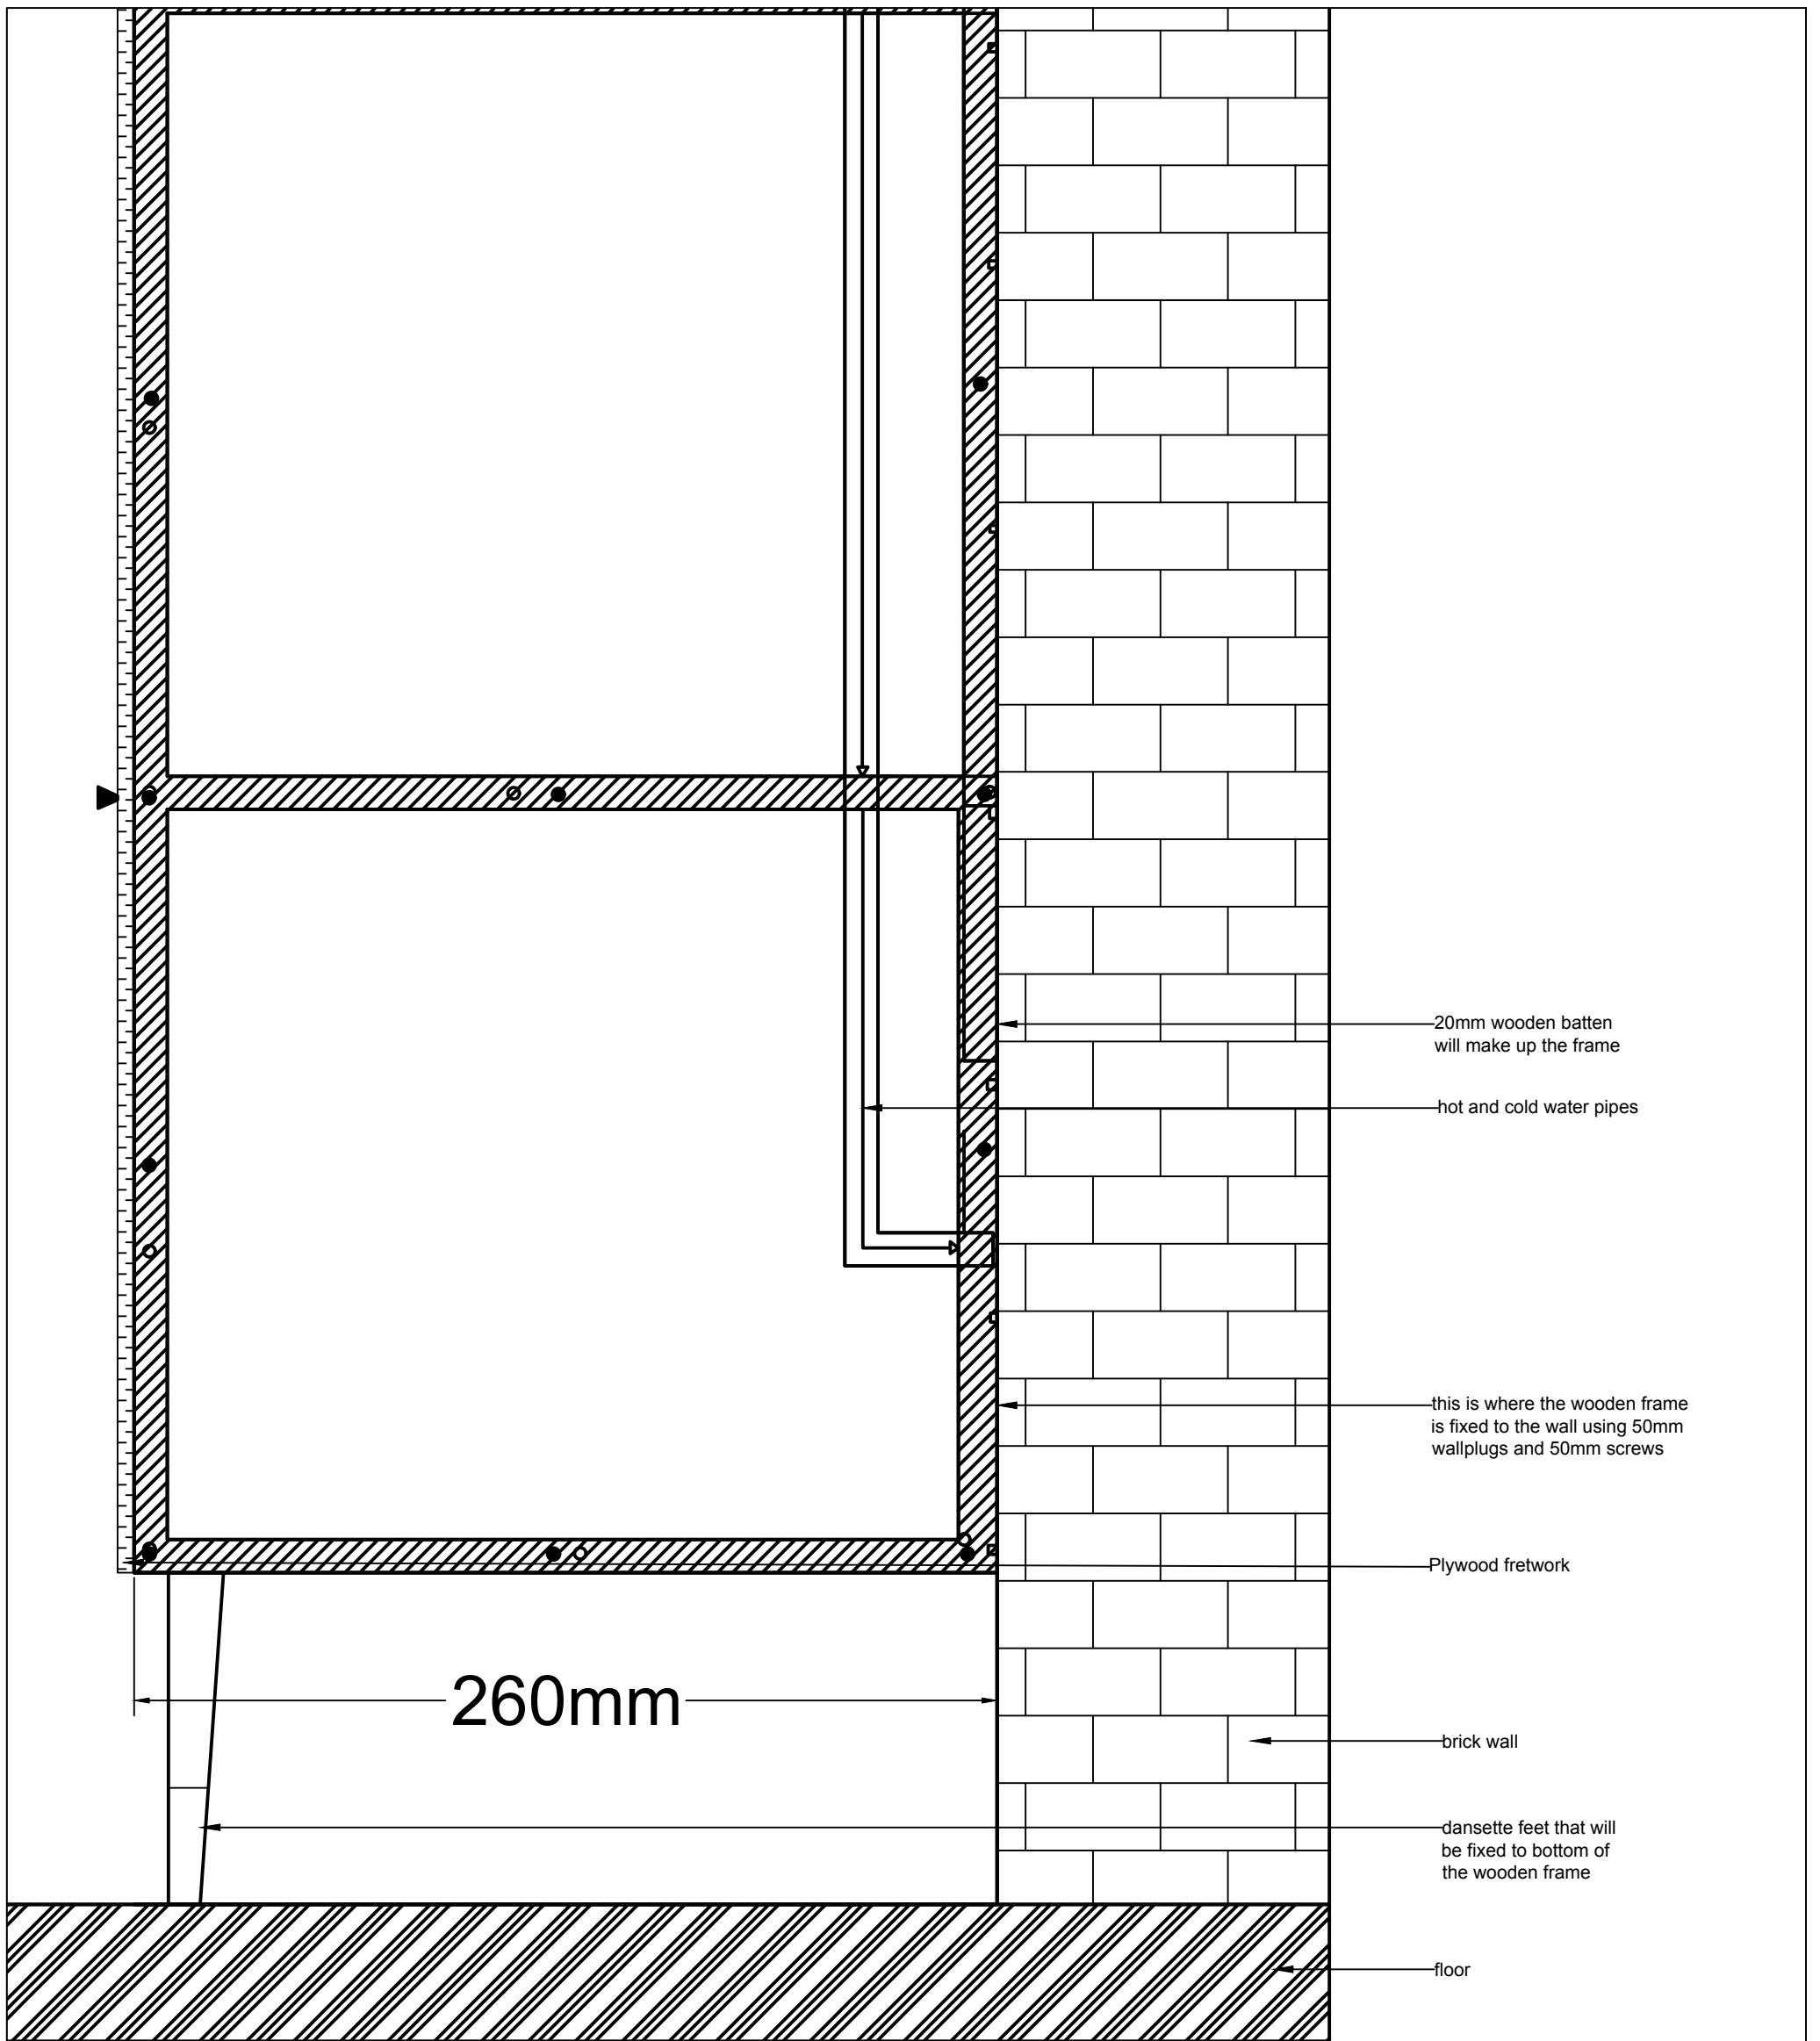 20mm wooden batten
will make up the frame
hot and cold water pipes
this is where the wooden frame
is fixed to the wall using 50mm
wallplugs and 50mm screws
Plywood fretwork
260mm
brick wall
dansette feet that will
be fixed to bottom of
the wooden frame
floor